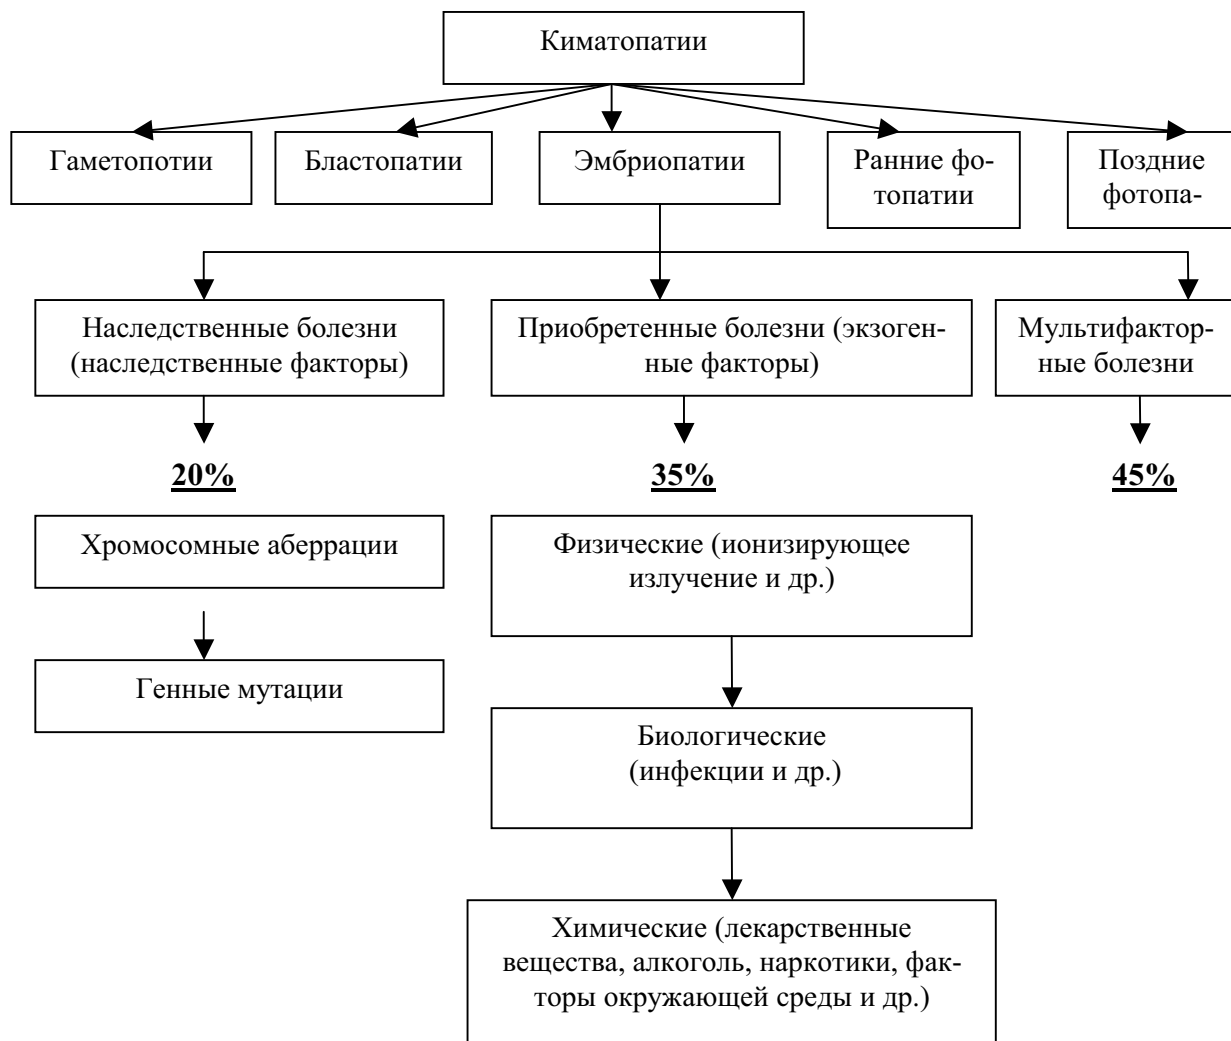 Киматопатии
Гаметопотии
Бластопатии
Эмбриопатии
Ранние фо-
топатии
Поздние
фотопа-
Наследственные болезни
(наследственные факторы)
Приобретенные болезни (экзоген-
ные факторы)
Мультифактор-
ные болезни
20%
35%
45%
Хромосомные аберрации
Физические (ионизирующее
излучение и др.)
Генные мутации
Биологические
(инфекции и др.)
Химические (лекарственные
вещества, алкоголь, наркотики, фак-
торы окружающей среды и др.)